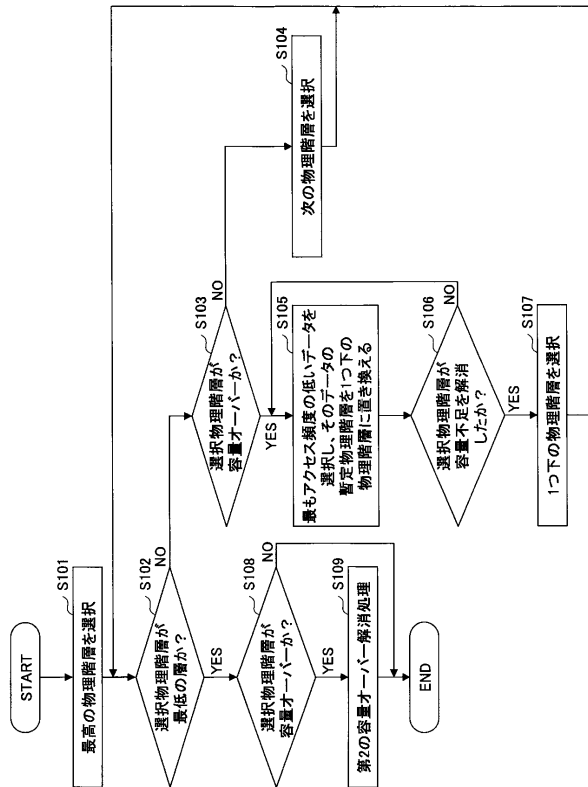 START
S101
最高の物理階層を選択
S102
選択物理階層が
最低の層か?
NO
YES
S103
選択物理階層が
容量オーバーか?
NO
YES
S104
次の物理階層を選択
S105
最もアクセス頻度の低いデータを
選択し、そのデータの
暫定物理階層を1つ下の
物理階層に置き換える
S106
選択物理階層が
容量不足を解消
したか?
NO
YES
S107
1つ下の物理階層を選択
S108
選択物理階層が
容量オーバーか?
NO
YES
S109
第2の容量オーバー解消処理
END